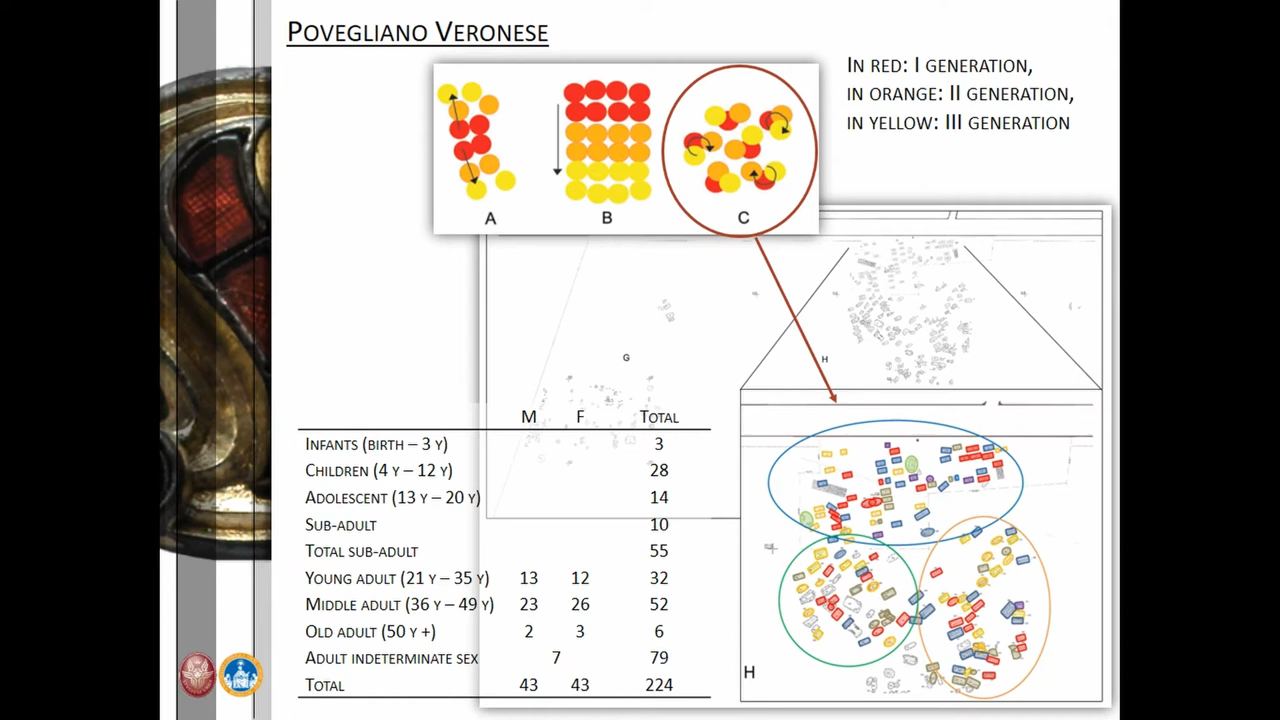 POVEGLIANO VERONESE
IN RED: I GENERATION,
IN ORANGE: II GENERATION,
IN YELLOW: III GENERATION
A B C
G
H
M F TOTAL
INFANTS (BIRTH – 3 Y) 3
CHILDREN (4 Y – 12 Y) 28
ADOLESCENT (13 Y – 20 Y) 14
SUB-ADULT 10
TOTAL SUB-ADULT 55
YOUNG ADULT (21 Y – 35 Y) 13 12 32
MIDDLE ADULT (36 Y – 49 Y) 23 26 52
OLD ADULT (50 Y +) 2 3 6
ADULT INDETERMINATE SEX 7 79
TOTAL 43 43 224
H